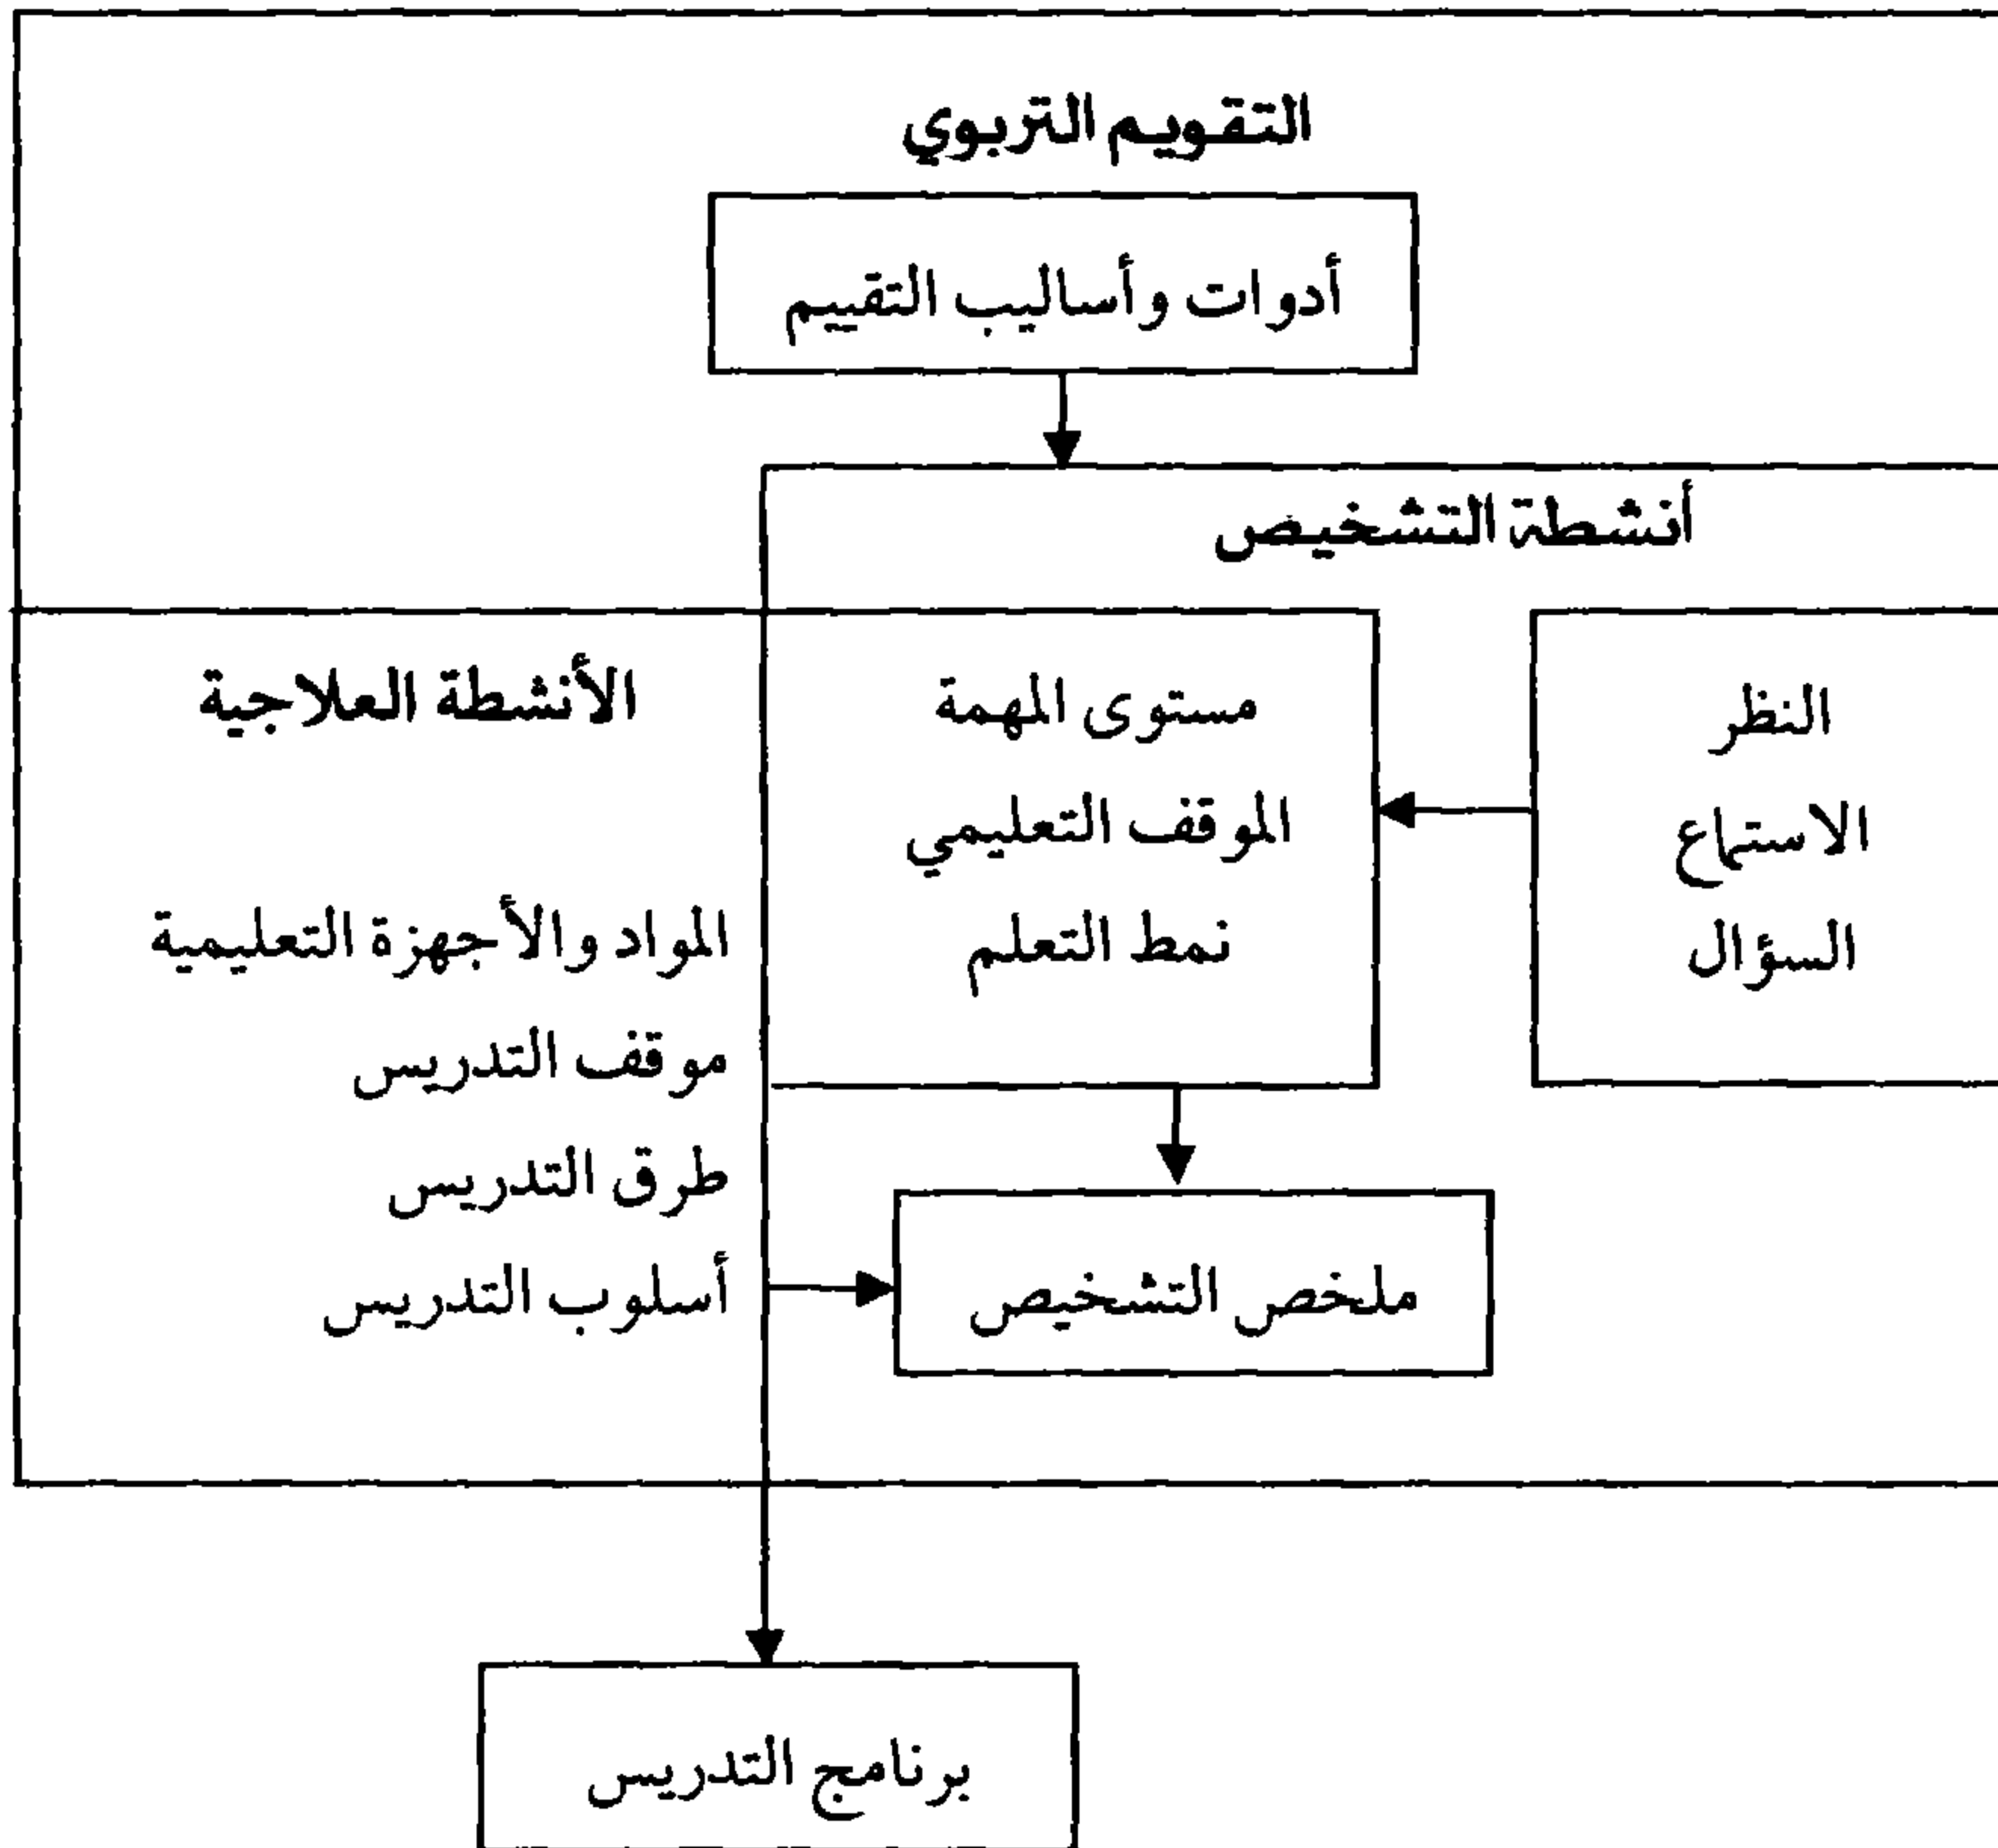 التقويم التربوي
أدوات وأساليب التقييم
أنشطة التشخيص
النظر
الاستماع
السؤال
مستوى المهمة
الموقف التعليمي
نمط التعلم
ملخص التشخيص
الأنشطة العلاجية
المواد والأجهزة التعليمية
موقف التدريس
طرق التدريس
أسلوب التدريس
برنامج التدريس